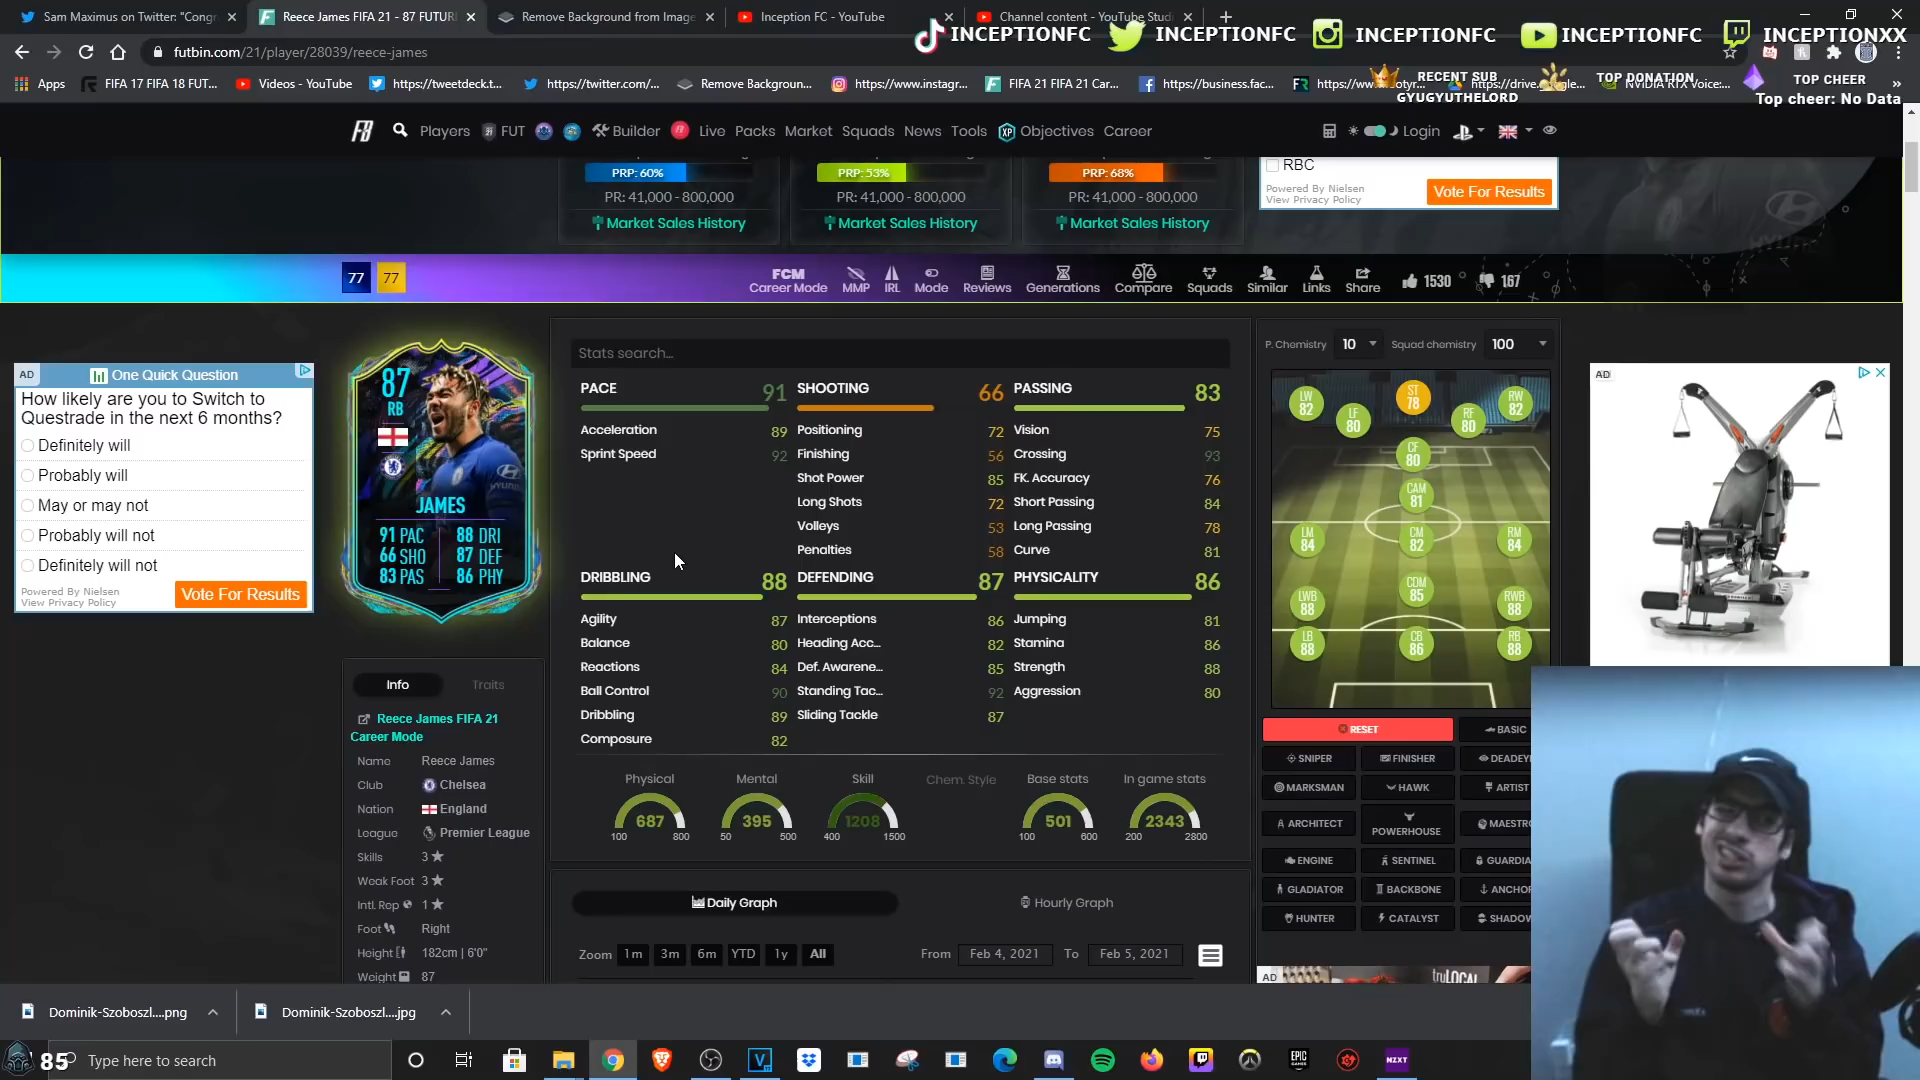 Sam Maximus on Twitter: "Cong
Reece James FIFA 21 - 87 FUTUR
Remove Background from Image
Inception FC - YouTube
Channel content - YouTube Studi
INCEPTIONFC
INCEPTIONFC
INCEPTIONFC
INCEPTIONFC
INCEPTIONXX
futbin.com/21/player/28039/reece-james
Apps
FIFA 17 FIFA 18 FUT...
Videos - YouTube
https://tweetdeck.t...
https://twitter.com/...
Remove Backgroun...
https://www.instagr...
FIFA 21 FIFA 21 Car...
https://business.fac...
RECENT SUB
GYUGYUTHELORD
TOP DONATION
NVIDIA RTX Voice:...
TOP CHEER
Top cheer: No Data
Players
FUT
Builder
Live
Packs
Market
Squads
News
Tools
XP Objectives
Career
Login
PRP: 60%
PRP: 53%
PRP: 68%
PR: 41,000 - 800,000
PR: 41,000 - 800,000
PR: 41,000 - 800,000
Market Sales History
Market Sales History
Market Sales History
RBC
Powered By Nielsen
View Privacy Policy
Vote For Results
77
77
FCM
Career Mode
MMP
IRL
Mode
Reviews
Generations
Compare
Squads
Similar
Links
Share
1530
167
AD
One Quick Question
How likely are you to Switch to
Questrade in the next 6 months?
Definitely will
Probably will
May or may not
Probably will not
Definitely will not
Powered By Nielsen
View Privacy Policy
Vote For Results
87
RB
JAMES
91 PAC 88 DRI
66 SHO 87 DEF
83 PAS 86 PHY
Stats search...
PACE 91
Acceleration 89
Sprint Speed 92
SHOOTING 66
Positioning 72
Finishing 56
Shot Power 85
Long Shots 72
Volleys 53
Penalties 58
PASSING 83
Vision 75
Crossing 93
FK. Accuracy 76
Short Passing 84
Long Passing 78
Curve 81
DRIBBLING 88
Agility 87
Balance 80
Reactions 84
Ball Control 90
Dribbling 89
Composure 82
DEFENDING 87
Interceptions 86
Heading Acc... 82
Def. Awarene... 85
Standing Tac... 92
Sliding Tackle 87
PHYSICALITY 86
Jumping 81
Stamina 86
Strength 88
Aggression 80
Physical
687
100 800
Mental
395
50 500
Skill
1208
400 1500
Chem. Style
Base stats
501
100 600
In game stats
2343
200 2800
P. Chemistry 10
Squad chemistry 100
LW 82
ST 78
RW 82
LF 80
RF 80
CF 80
CAM 81
LM 84
CM 82
RM 84
CDM 85
LWB 88
RWB 88
LB 88
CB 86
RB 88
RESET
BASIC
SNIPER
FINISHER
DEADEY
MARKSMAN
HAWK
ARTIST
ARCHITECT
POWERHOUSE
MAESTR
ENGINE
SENTINEL
GUARDIA
GLADIATOR
BACKBONE
ANCHO
HUNTER
CATALYST
SHADOW
AD
Info
Traits
Reece James FIFA 21
Career Mode
Name Reece James
Club Chelsea
Nation England
League Premier League
Skills 3
Weak Foot 3
Intl. Rep 1
Foot Right
Height 182cm | 6'0"
Weight 87
Daily Graph
Hourly Graph
Zoom 1m 3m 6m YTD 1y All
From Feb 4, 2021 To Feb 5, 2021
AD
truLOCAL
Dominik-Szoboszl....png
Dominik-Szoboszl....jpg
85
Type here to search
EPIC GAMES
NZXT